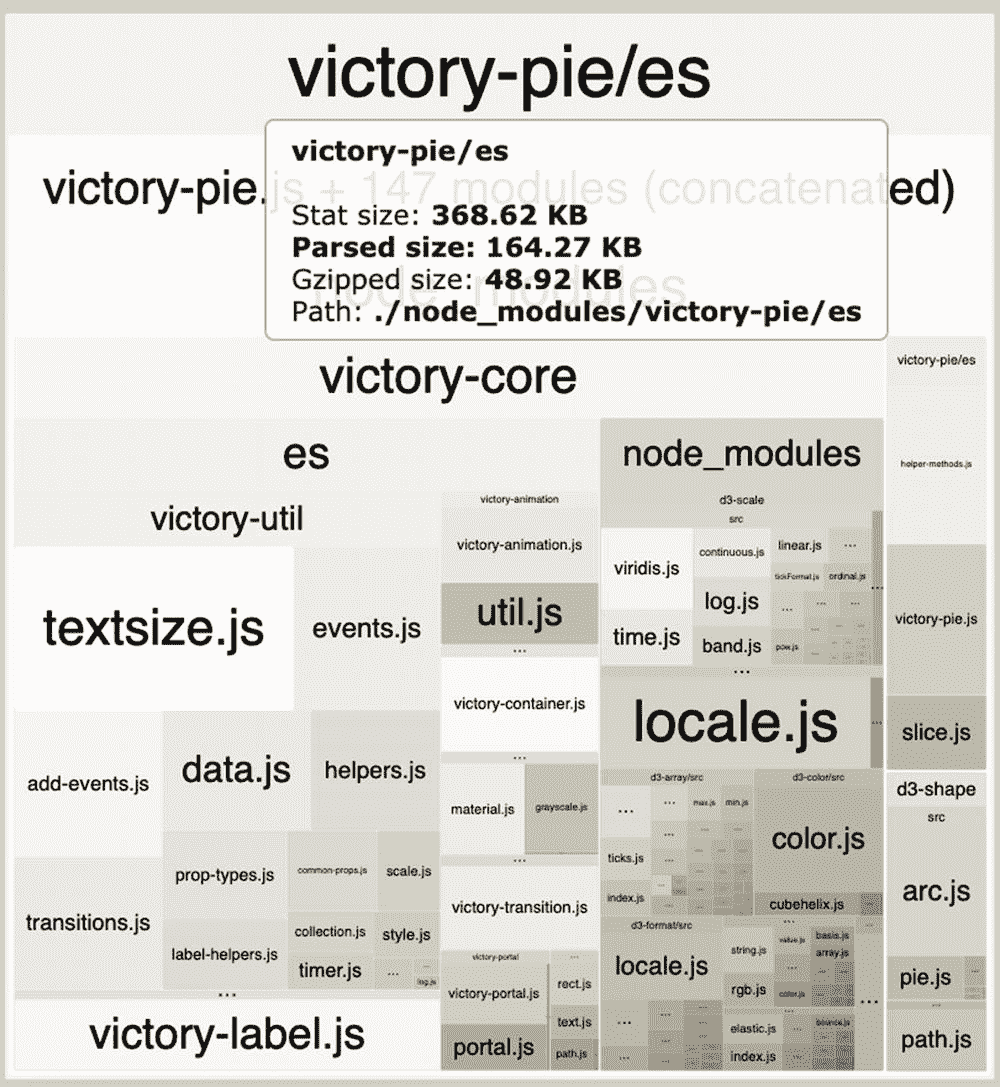 victory-pie/es
victory-pie.js + 147 modules (concatenated)
node_modules
victory-pie/es
Stat size: 368.62 KB
Parsed size: 164.27 KB
Gzipped size: 48.92 KB
Path: ./node_modules/victory-pie/es
victory-core
es
victory-util
textsize.js
events.js
add-events.js
data.js
helpers.js
transitions.js
prop-types.js
common-props.js
scale.js
label-helpers.js
collection.js
style.js
timer.js
...
log.js
...
victory-label.js
victory-animation
victory-animation.js
util.js
...
victory-container.js
...
material.js
grayscale.js
...
victory-transition.js
victory-portal
victory-portal.js
portal.js
...
rect.js
text.js
path.js
node_modules
d3-scale
src
viridis.js
continuous.js
linear.js
...
time.js
log.js
tickFormat.js
ordinal.js
band.js
pow.js
...
locale.js
...
d3-array/src
...
...
max.js
min.js
ticks.js
index.js
d3-color/src
color.js
cubehelix.js
d3-format/src
locale.js
...
...
string.js
value.js
basis.js
array.js
rgb.js
color.js
elastic.js
bounce.js
index.js
...
victory-pie/es
helper-methods.js
victory-pie.js
slice.js
d3-shape
src
arc.js
pie.js
...
...
path.js